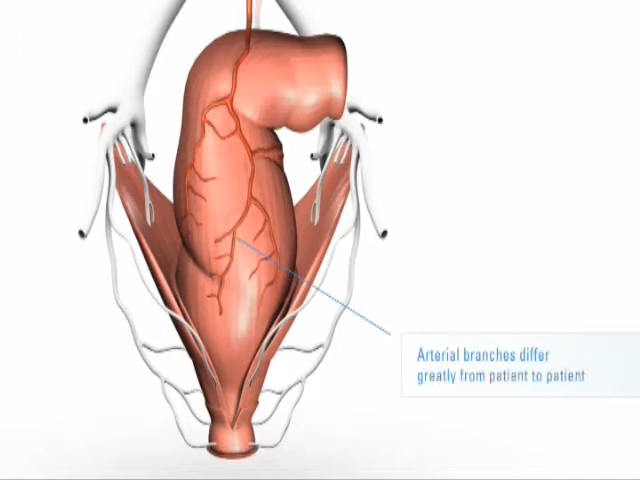 Arterial branches differ
greatly from patient to patient